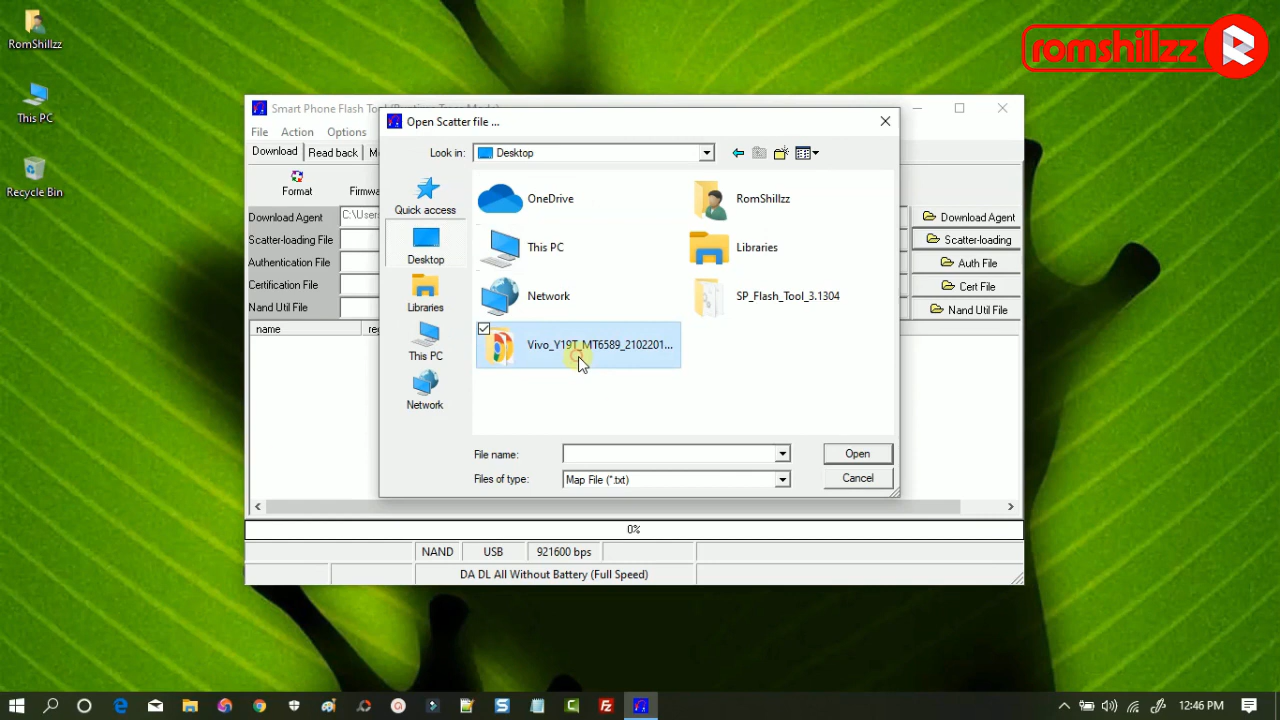 RomShillzz
This PC
Recycle Bin
romshillzz
Smart Phone Flash Tool
File Action Options
Download Read back
Format
Download Agent C:\Users
Scatter-loading File
Authentication File
Certification File
Nand Util File
name
Download Agent
Scatter-loading
Auth File
Cert File
Nand Util File
Open Scatter file ...
Look in: Desktop
Quick access
Desktop
Libraries
This PC
Network
OneDrive
RomShillzz
This PC
Libraries
Network
SP_Flash_Tool_3.1304
Vivo_Y19T_MT6589_2102201...
File name:
Open
Files of type: Map File (*.txt)
Cancel
0%
NAND USB 921600 bps
DA DL All Without Battery (Full Speed)
12:46 PM